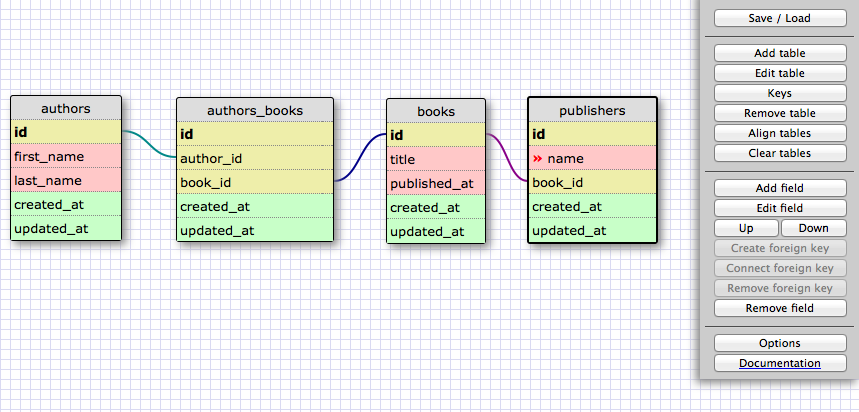 authors
id
first_name
last_name
created_at
updated_at
authors_books
id
author_id
book_id
created_at
updated_at
books
id
title
published_at
created_at
updated_at
publishers
id
» name
book_id
created_at
updated_at
Save / Load
Add table
Edit table
Keys
Remove table
Align tables
Clear tables
Add field
Edit field
Up Down
Create foreign key
Connect foreign key
Remove foreign key
Remove field
Options
Documentation